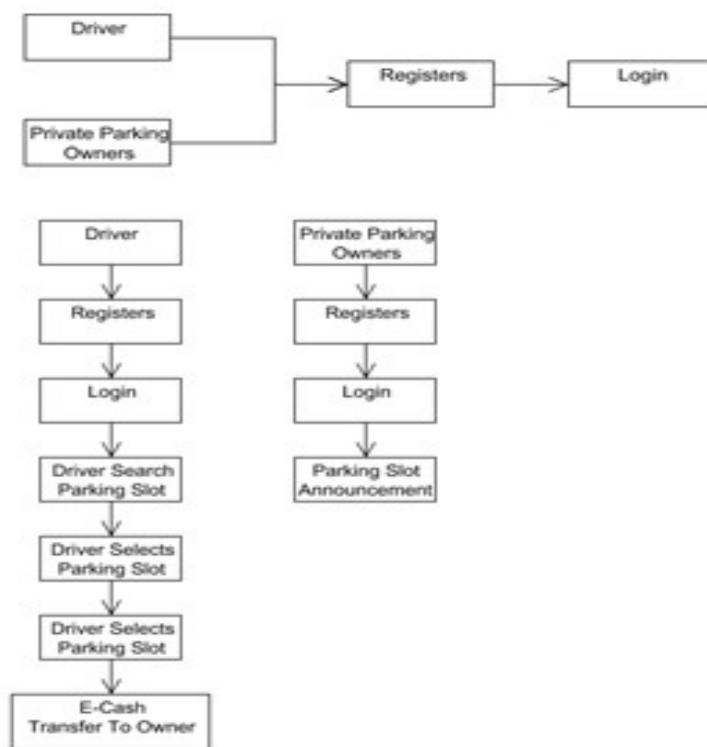 Driver
Registers
Login
Private Parking
Owners
Driver
Registers
Login
Driver Search
Parking Slot
Driver Selects
Parking Slot
Driver Selects
Parking Slot
E-Cash
Transfer To Owner
Private Parking
Owners
Registers
Login
Parking Slot
Announcement